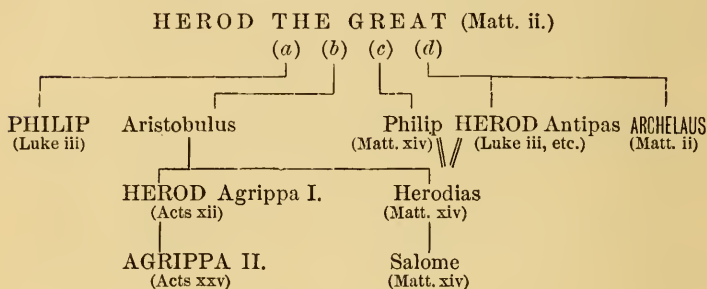 HEROD THE GREAT (Matt. ii.)
(a) (b) (c) (d)
PHILIP Aristobulus Philip HEROD Antipas ARCHELAUS
(Luke iii) (Matt. xiv) (Luke iii, etc.) (Matt. ii)
HEROD Agrippa I. Herodias
(Acts xii) (Matt. xiv)
AGRIPPA II. Salome
(Acts xxv) (Matt. xiv)